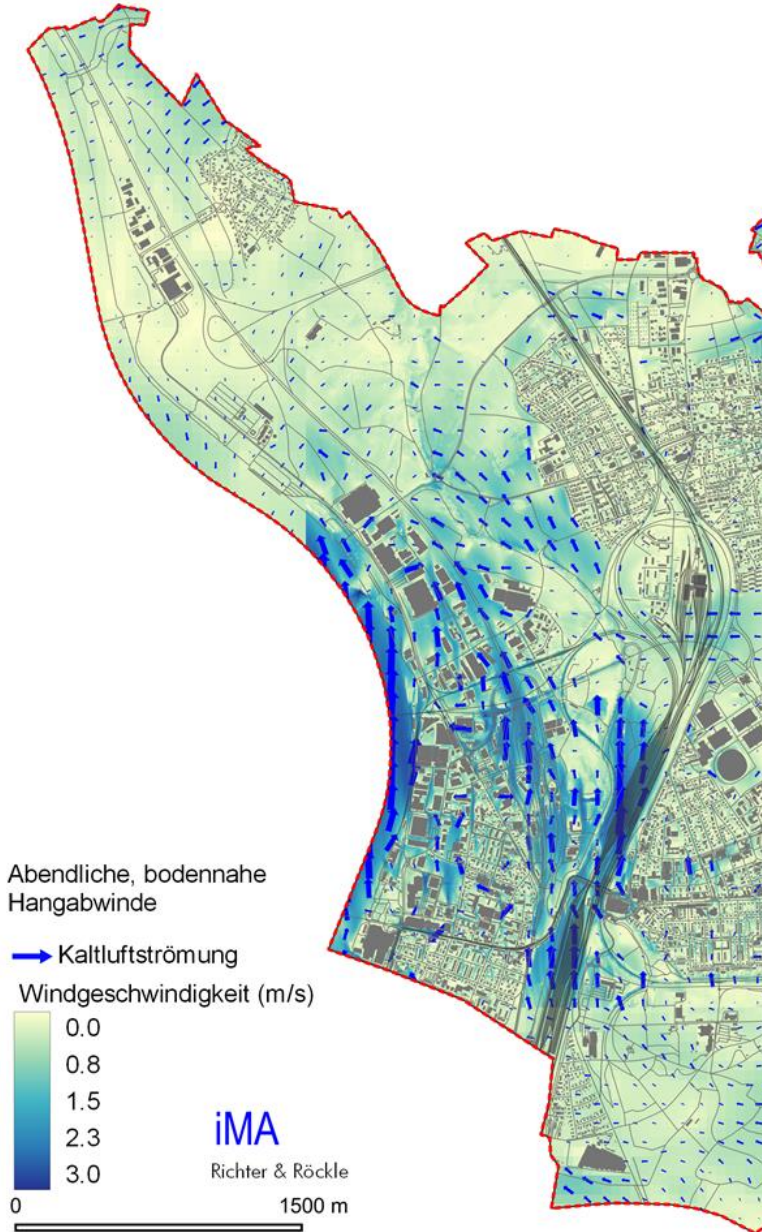 Abendliche, bodennahe
Hangabwinde
Kaltluftströmung
Windgeschwindigkeit (m/s)
0.0
0.8
1.5
2.3
3.0
iMA
Richter & Röckle
0 1500 m